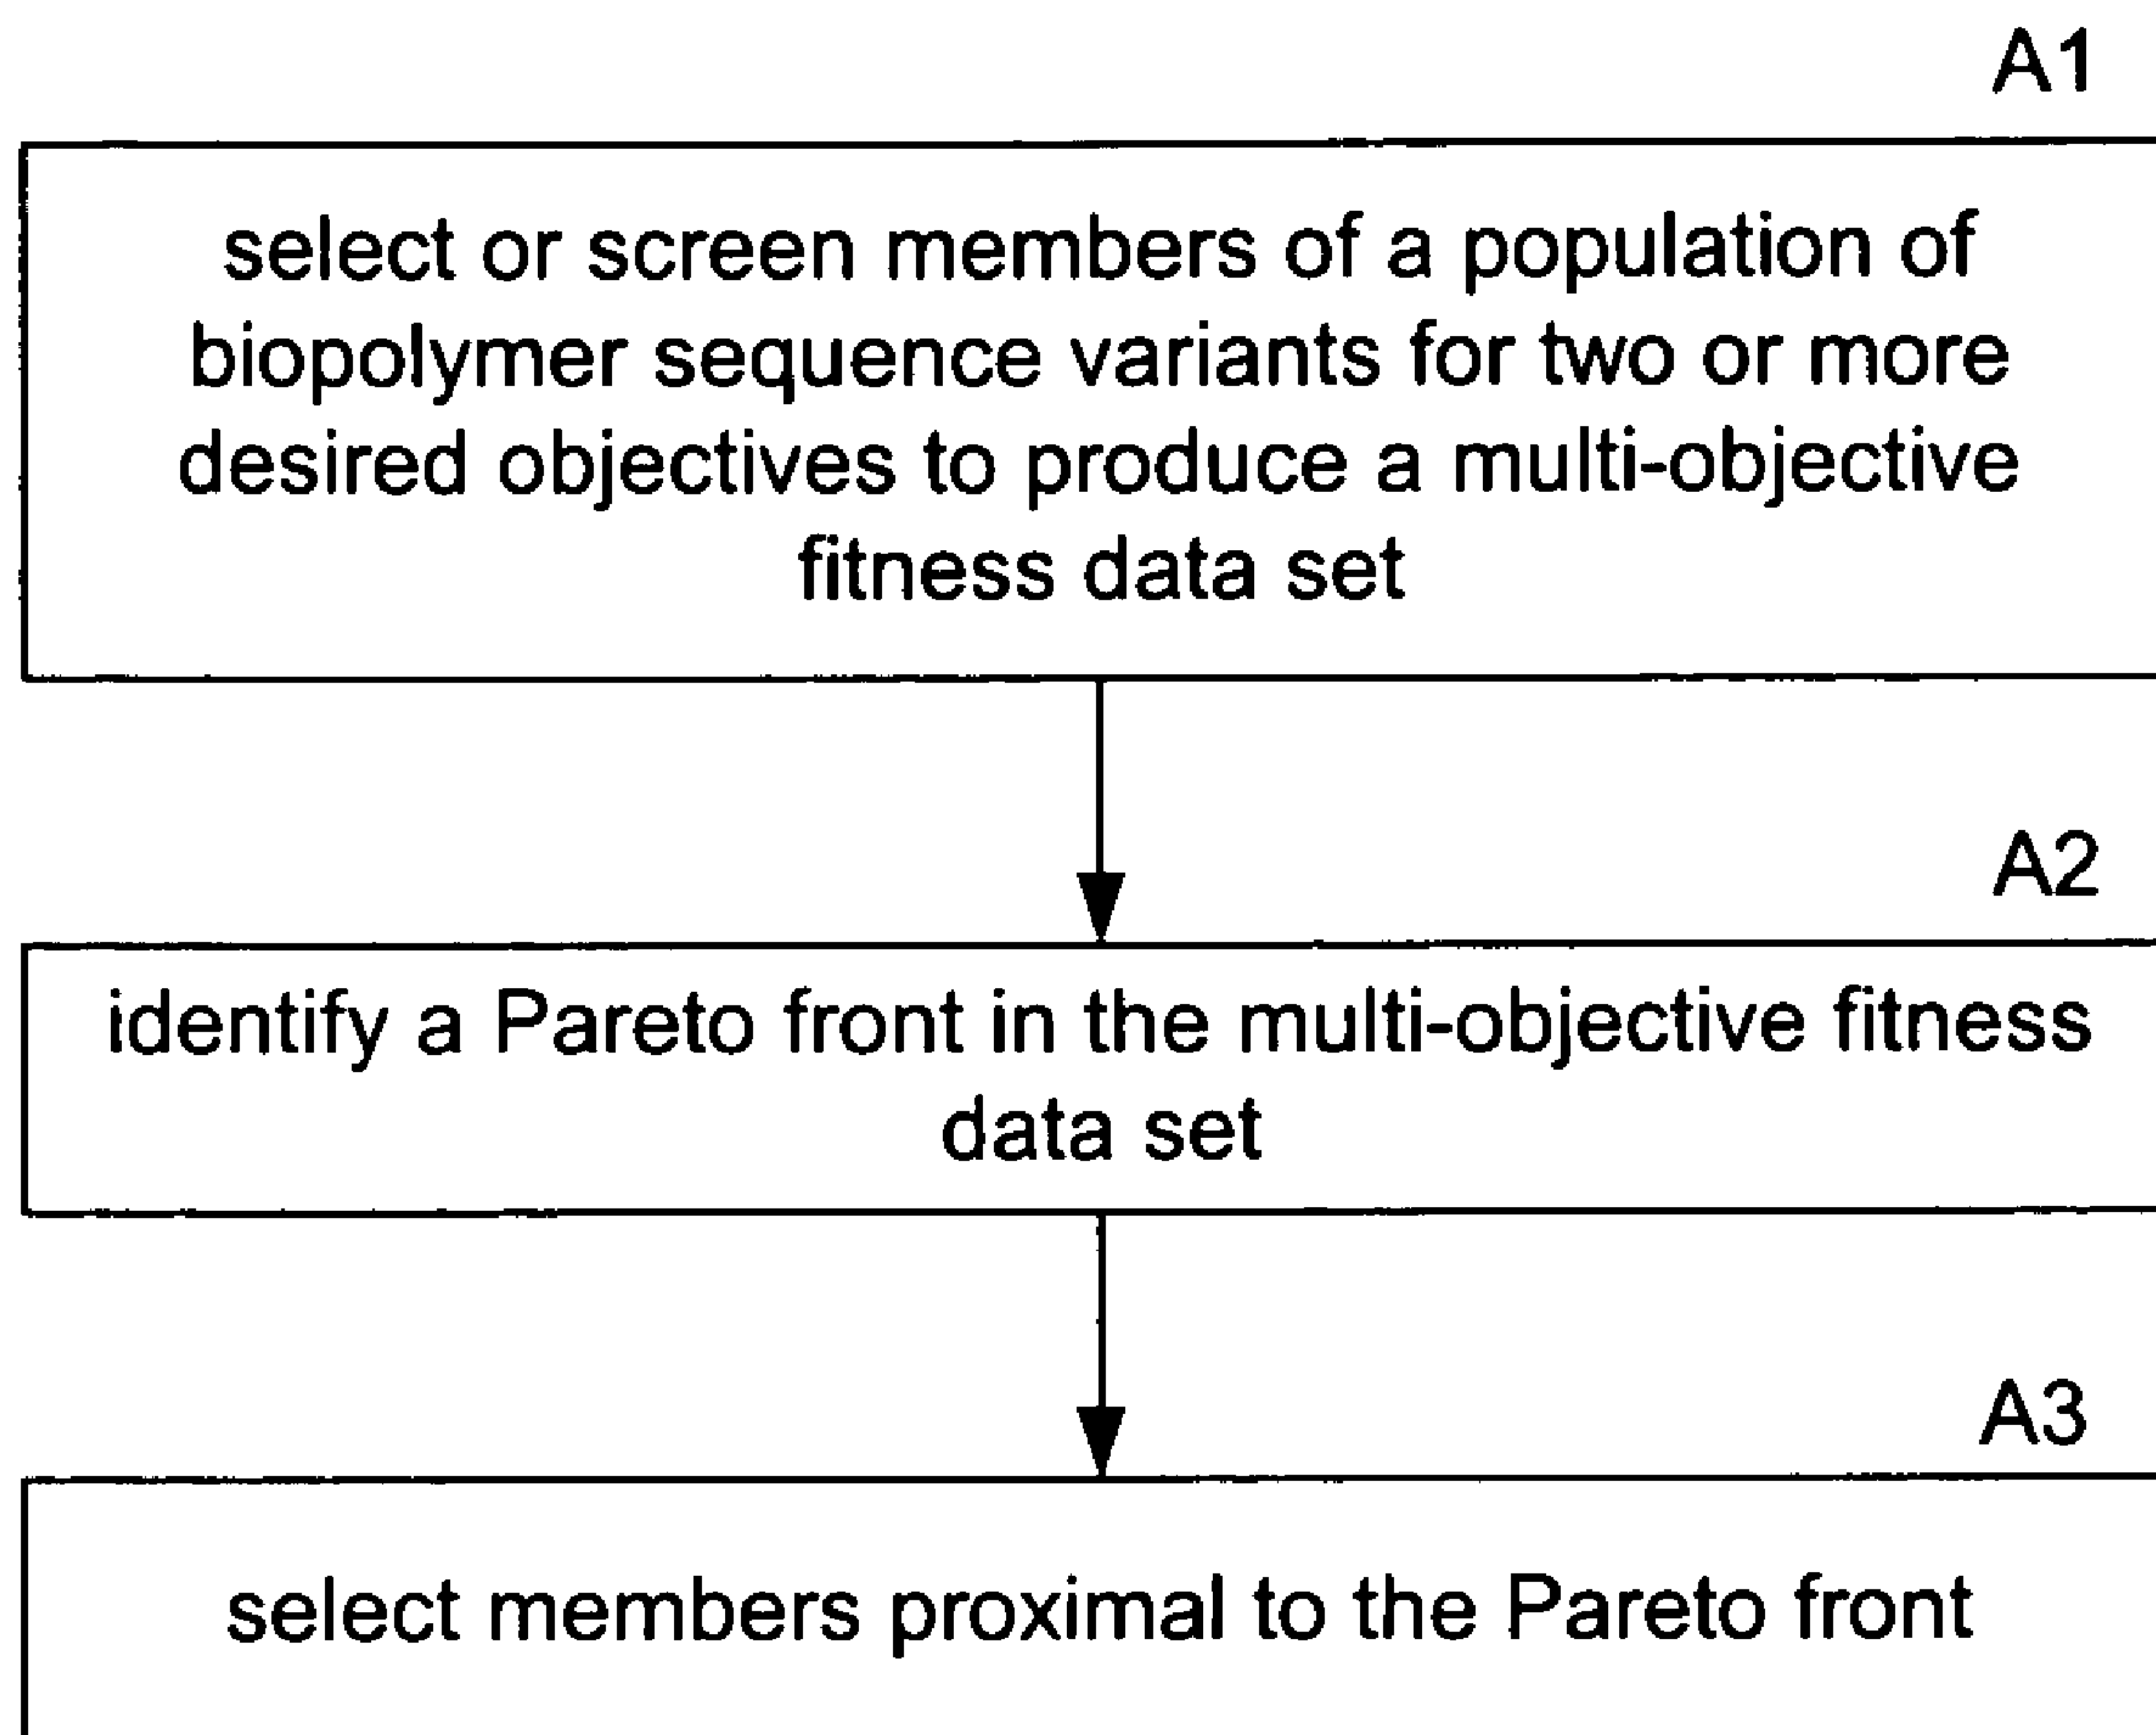 A1
select or screen members of a population of
biopolymer sequence variants for two or more
desired objectives to produce a multi-objective
fitness data set
A2
identify a Pareto front in the multi-objective fitness
data set
A3
select members proximal to the Pareto front